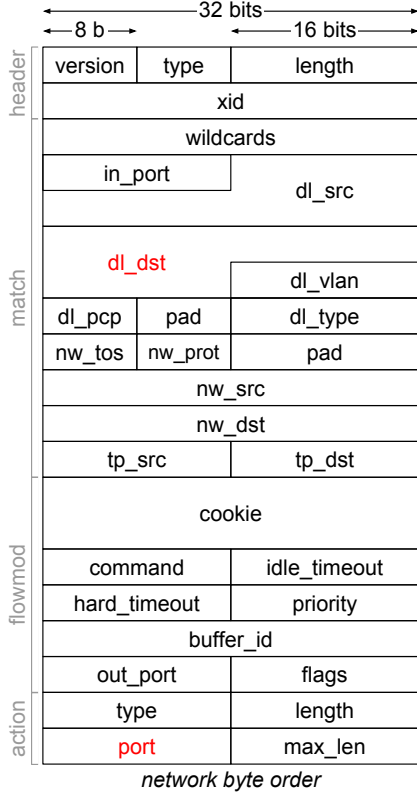 32 bits
8 b 16 bits
header
version type length
xid
match
wildcards
in_port dl_src
dl_dst dl_vlan
dl_pcp pad dl_type
nw_tos nw_prot pad
nw_src
nw_dst
tp_src tp_dst
flowmod
cookie
command idle_timeout
hard_timeout priority
buffer_id
out_port flags
action
type length
port max_len
network byte order